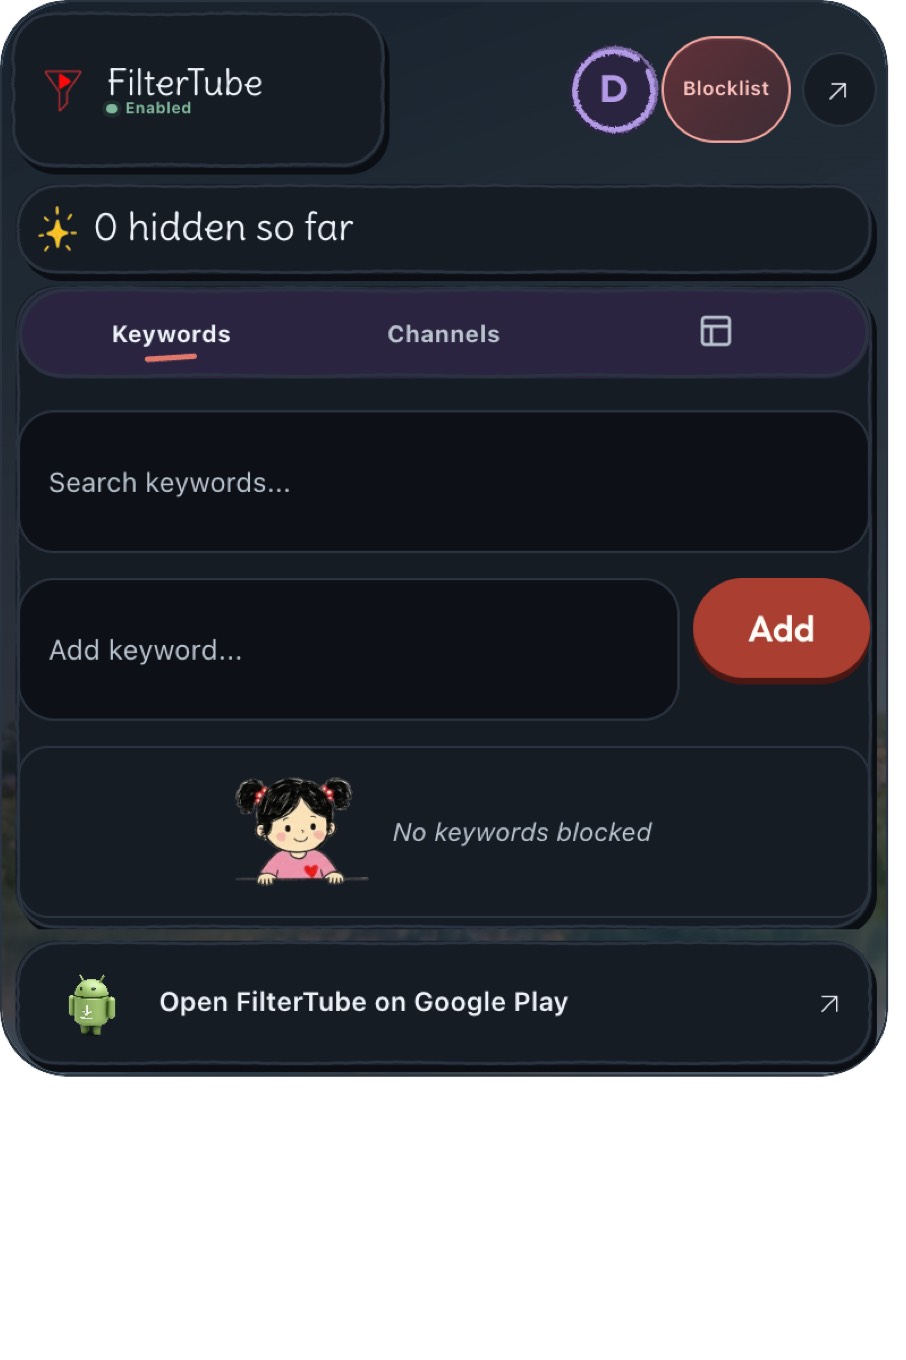 FilterTube
Enabled
D
Blocklist
0 hidden so far
Keywords
Channels
Search keywords...
Add keyword...
Add
No keywords blocked
Open FilterTube on Google Play